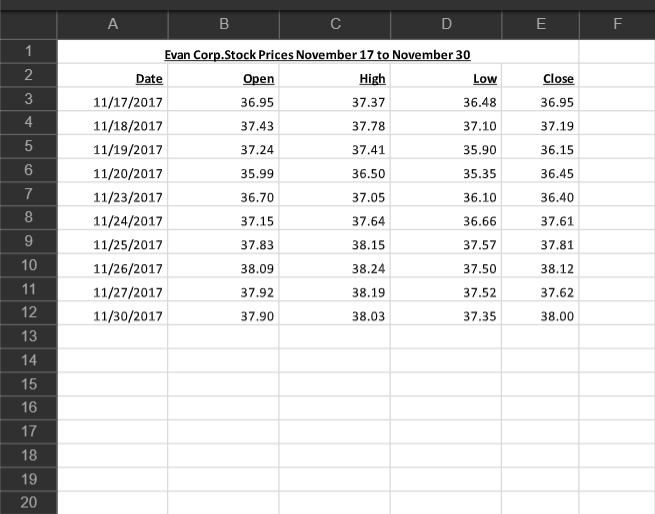 A B C D E F
1 Evan Corp.Stock Prices November 17 to November 30
2 Date Open High Low Close
3 11/17/2017 36.95 37.37 36.48 36.95
4 11/18/2017 37.43 37.78 37.10 37.19
5 11/19/2017 37.24 37.41 35.90 36.15
6 11/20/2017 35.99 36.50 35.35 36.45
7 11/23/2017 36.70 37.05 36.10 36.40
8 11/24/2017 37.15 37.64 36.66 37.61
9 11/25/2017 37.83 38.15 37.57 37.81
10 11/26/2017 38.09 38.24 37.50 38.12
11 11/27/2017 37.92 38.19 37.52 37.62
12 11/30/2017 37.90 38.03 37.35 38.00
13
14
15
16
17
18
19
20